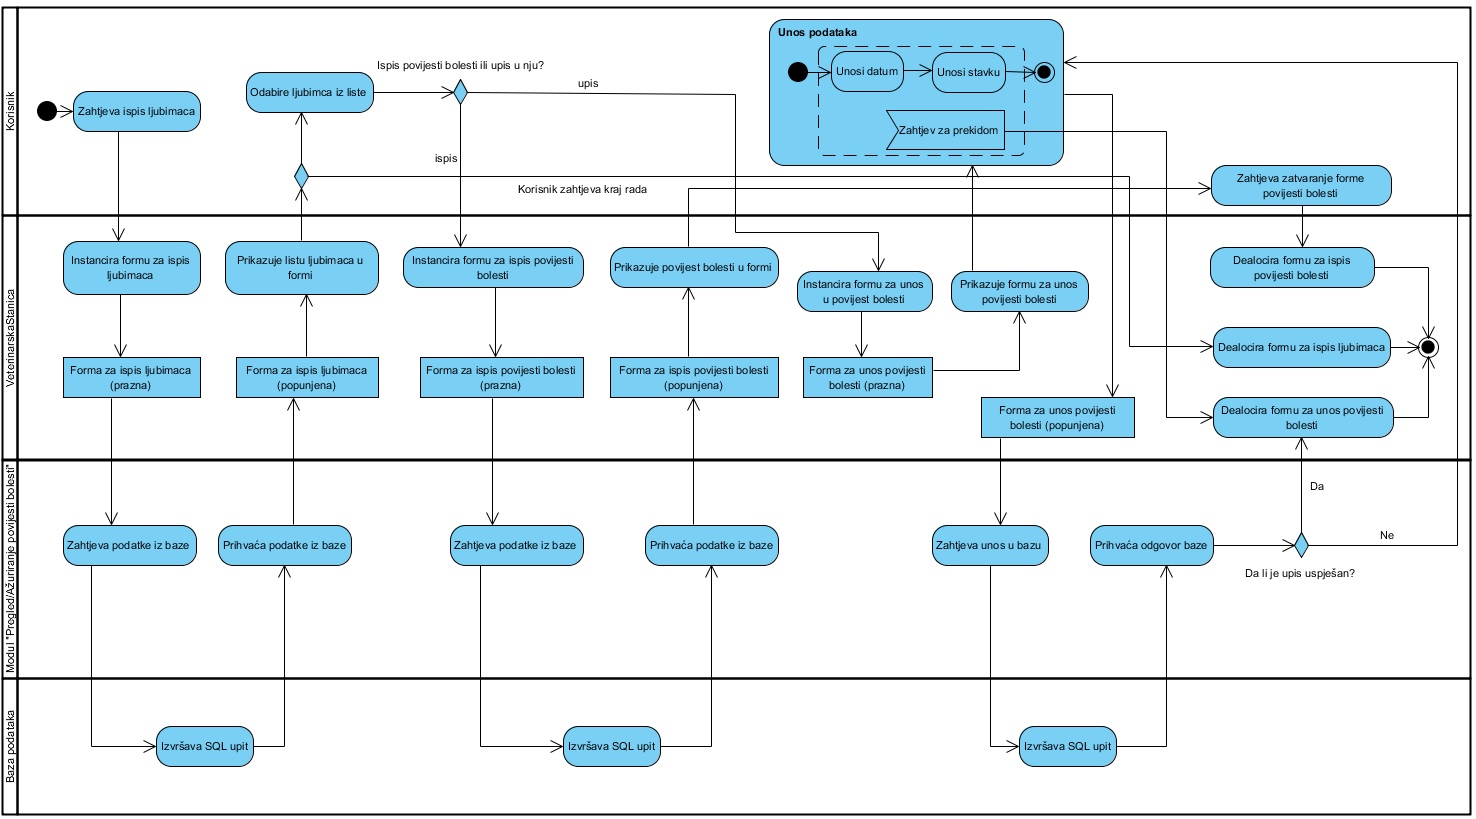 Korisnik
Zahtjeva ispis ljubimaca
Odabire ljubimca iz liste
Ispis povijesti bolesti ili upis u nju?
upis
ispis
Korisnik zahtjeva kraj rada
Unos podataka
Unosi datum
Unosi stavku
Zahtjev za prekidom
Zahtjeva zatvaranje forme
povijesti bolesti
VeterinarskaStanica
Instancira formu za ispis
ljubimaca
Prikazuje listu ljubimaca u
formi
Instancira formu za ispis povijesti
bolesti
Prikazuje povijest bolesti u formi
Instancira formu za unos
u povijest bolesti
Prikazuje formu za unos
povijesti bolesti
Dealocira formu za ispis
povijesti bolesti
Forma za ispis ljubimaca
(prazna)
Forma za ispis ljubimaca
(popunjena)
Forma za ispis povijesti bolesti
(prazna)
Forma za ispis povijesti bolesti
(popunjena)
Forma za unos povijesti
bolesti (prazna)
Dealocira formu za ispis ljubimaca
Forma za unos povijesti
bolesti (popunjena)
Dealocira formu za unos povijesti
bolesti
Modul "Pregled/Ažuriranje povijesti bolesti"
Zahtjeva podatke iz baze
Prihvaća podatke iz baze
Zahtjeva podatke iz baze
Prihvaća podatke iz baze
Zahtjeva unos u bazu
Prihvaća odgovor baze
Da
Ne
Da li je upis uspješan?
Baza podataka
Izvršava SQL upit
Izvršava SQL upit
Izvršava SQL upit